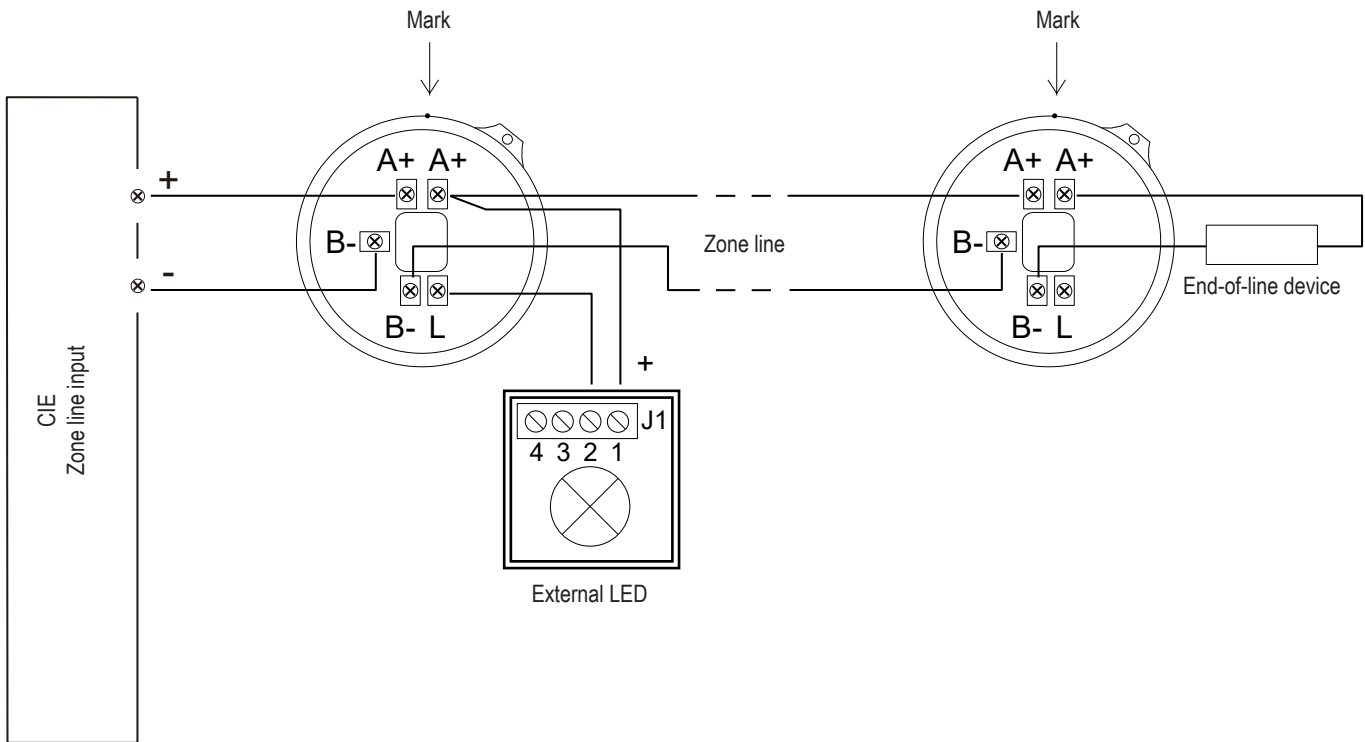 Mark
Mark
A+ A+
A+ A+
+
B-
Zone line
B-
-
End-of-line device
B- L
B- L
+
CIE
Zone line input
J1
4 3 2 1
External LED